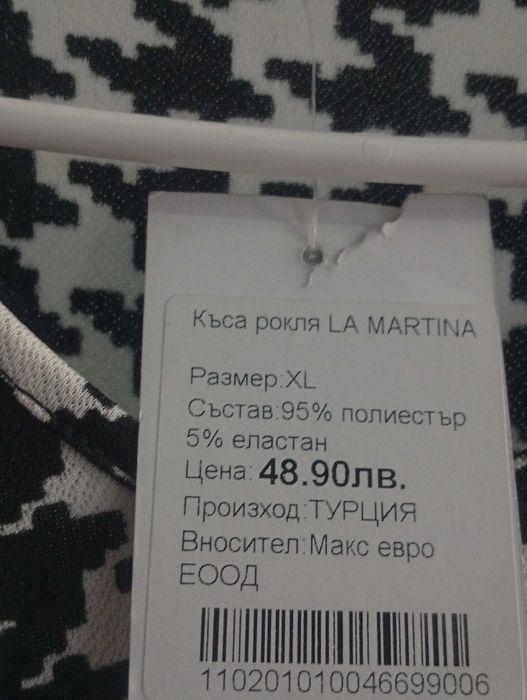 Къса рокля LA MARTINA
Размер:XL
Състав:95% полиестър
5% еластан
Цена: 48.90лв.
Произход:ТУРЦИЯ
Вносител:Макс евро
ЕООД
110201010046699006